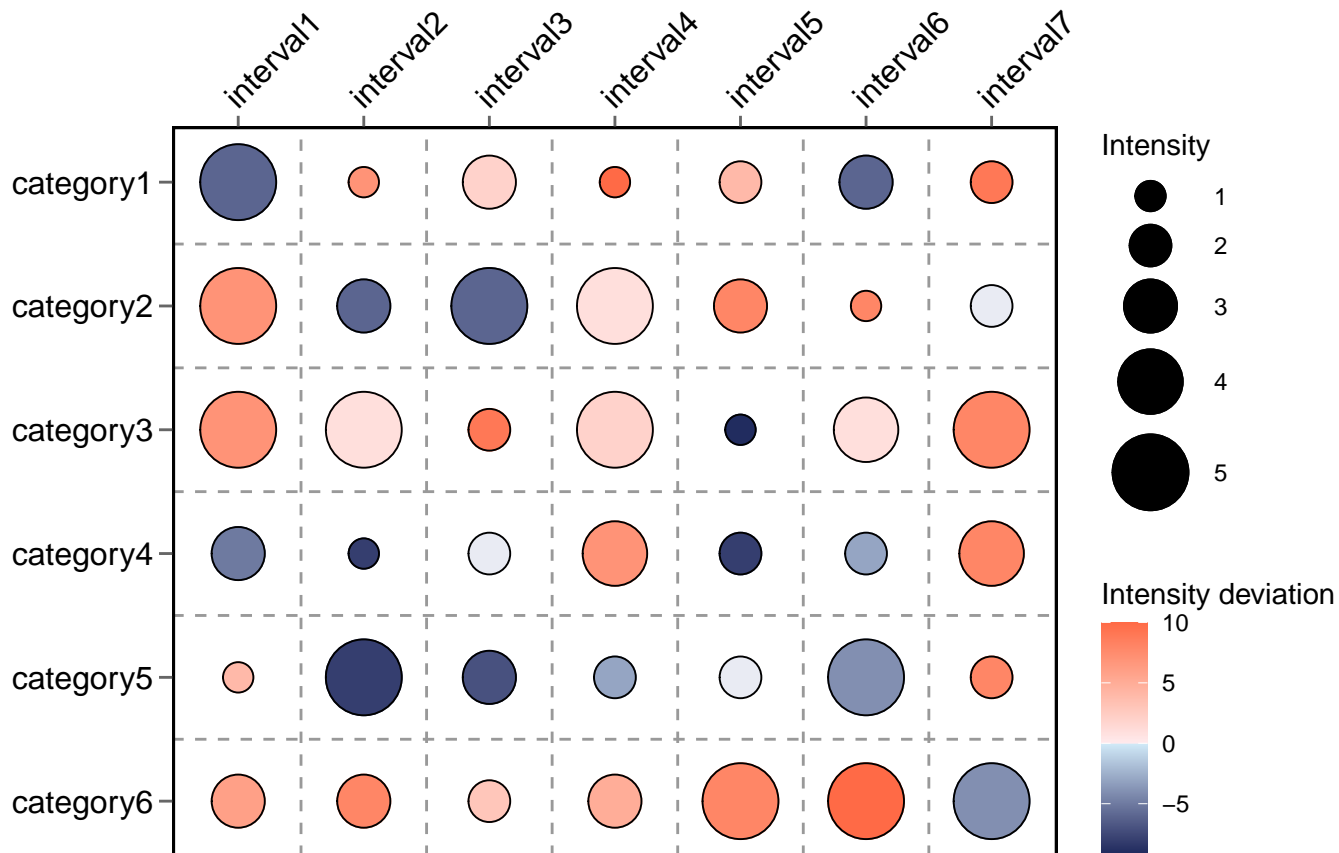 interval1
interval2
interval3
interval4
interval5
interval6
interval7
category1
category2
category3
category4
category5
category6
Intensity
1
2
3
4
5
Intensity deviation
10
5
0
−5